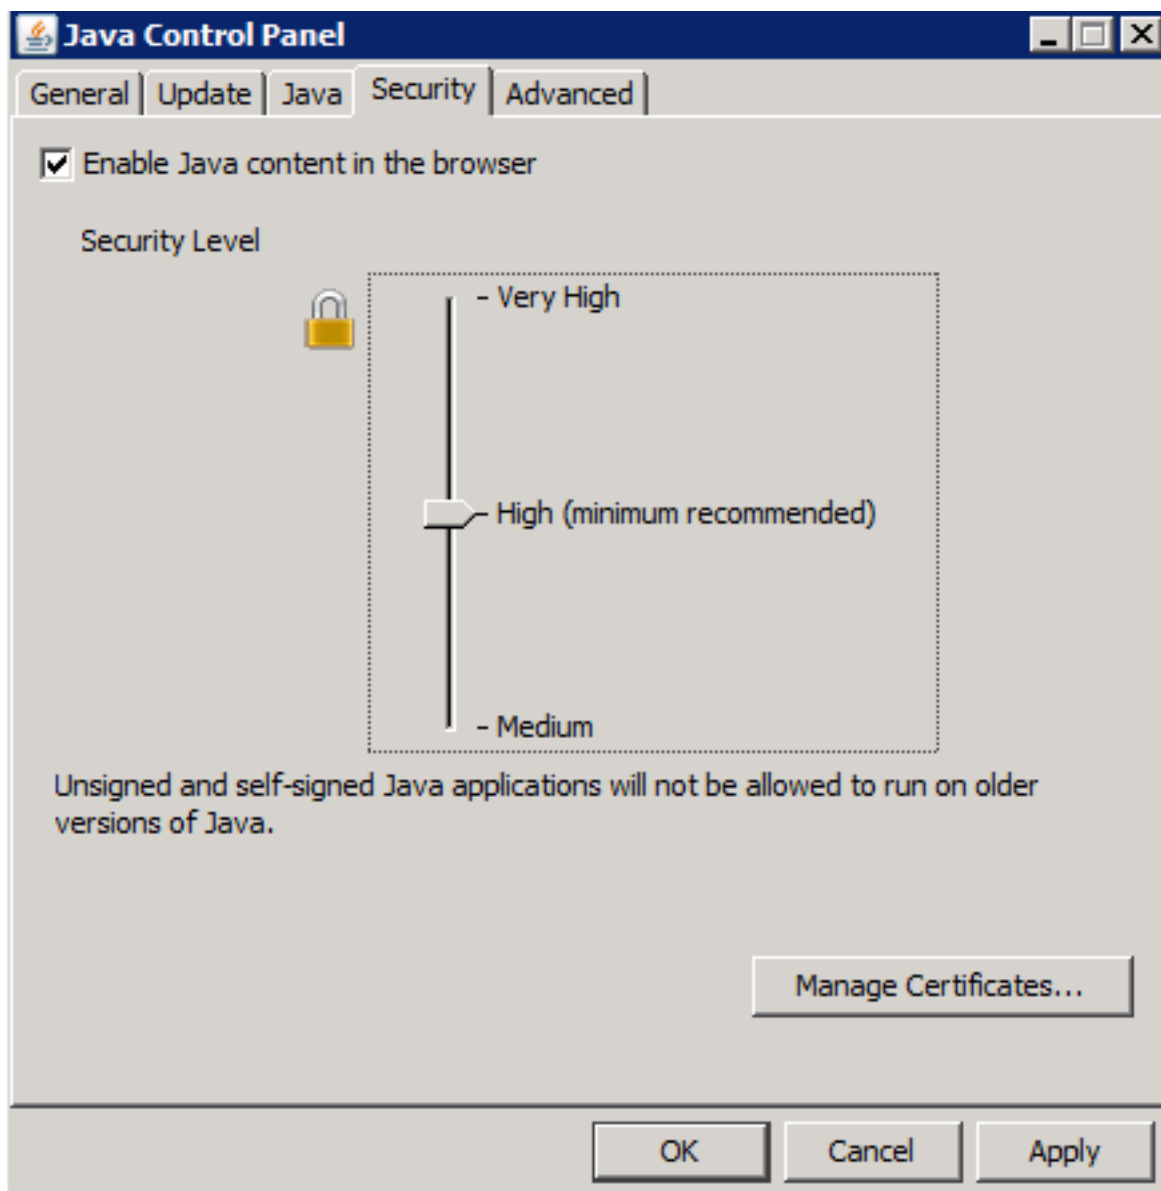 Java Control Panel
General Update Java Security Advanced
Enable Java content in the browser
Security Level
- Very High
- High (minimum recommended)
- Medium
Unsigned and self-signed Java applications will not be allowed to run on older
versions of Java.
Manage Certificates...
OK Cancel Apply